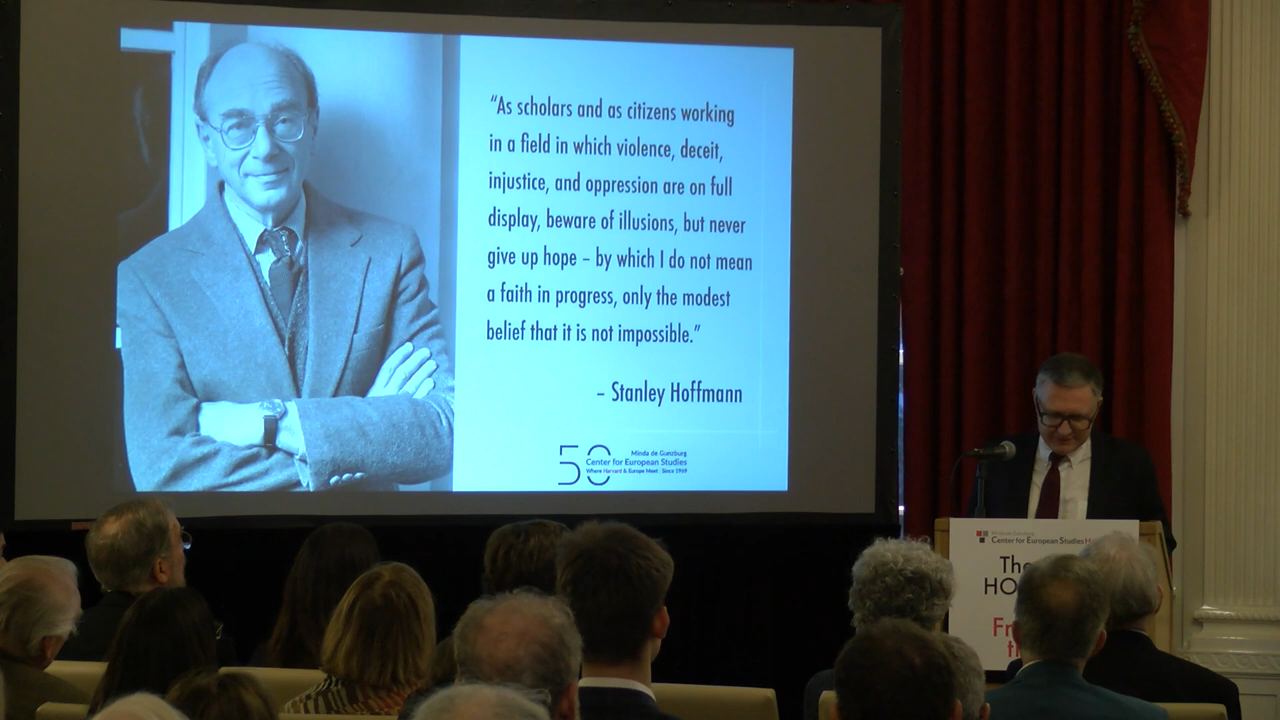 “As scholars and as citizens working
in a field in which violence, deceit,
injustice, and oppression are on full
display, beware of illusions, but never
give up hope – by which I do not mean
a faith in progress, only the modest
belief that it is not impossible.”
– Stanley Hoffmann
50
Minda de Gunzburg
Center for European Studies
Where Harvard & Europe Meet Since 1969
Minda de Gunzburg
Center for European Studies
The
HO